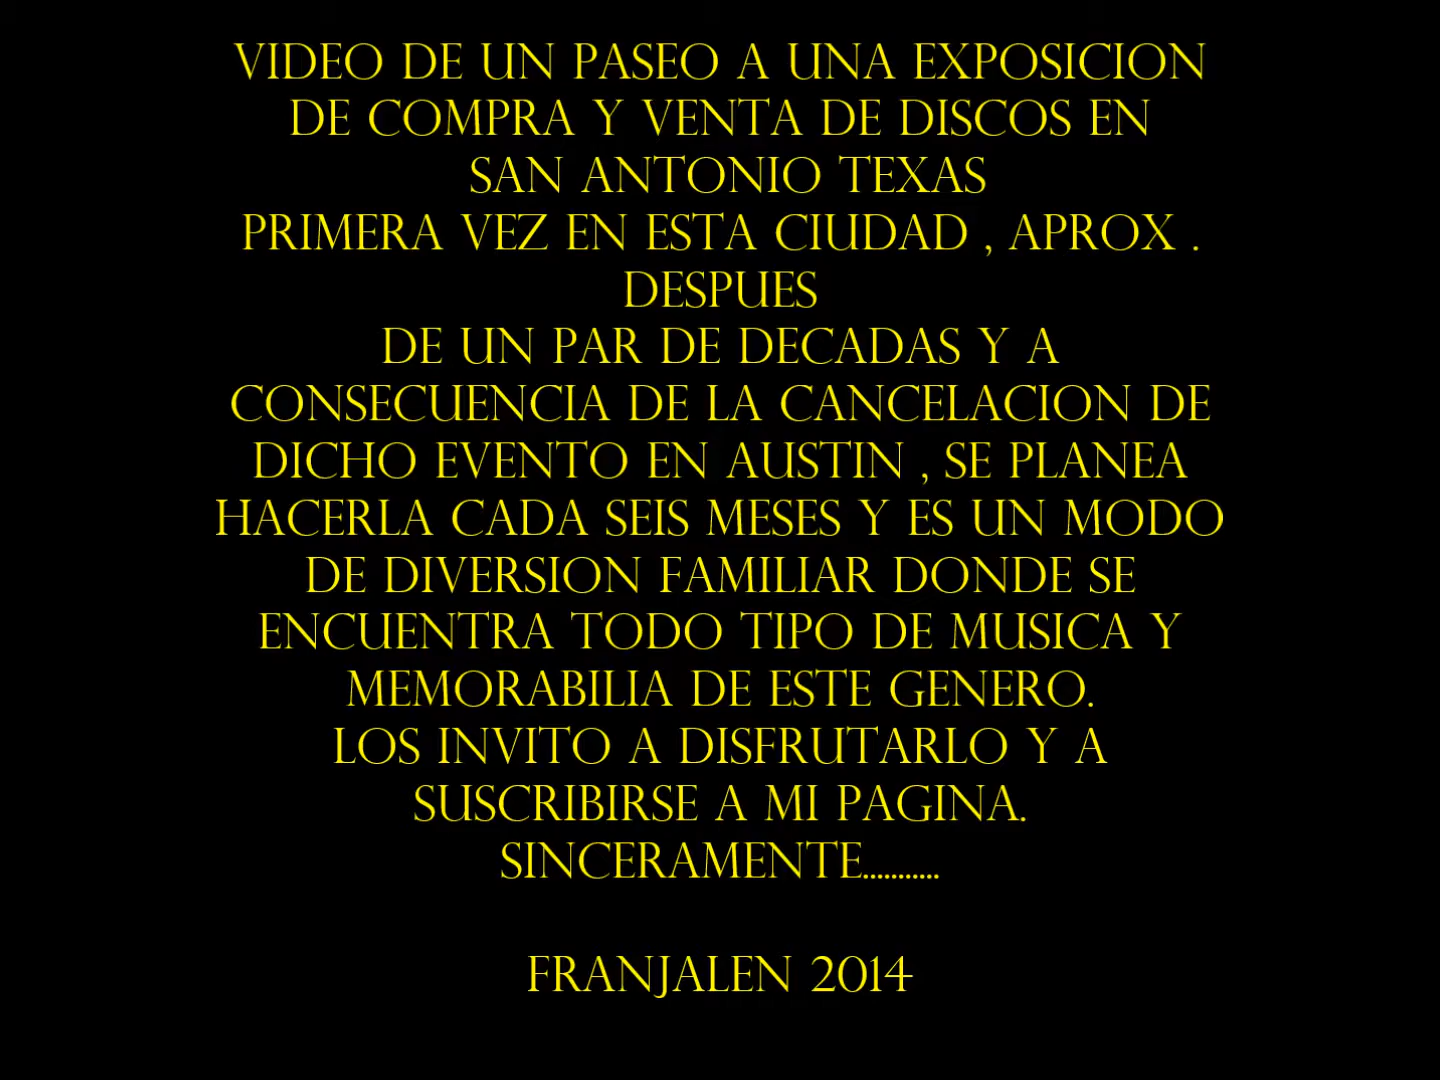 VIDEO DE UN PASEO A UNA EXPOSICION
DE COMPRA Y VENTA DE DISCOS EN
SAN ANTONIO TEXAS
PRIMERA VEZ EN ESTA CIUDAD , APROX .
DESPUES
DE UN PAR DE DECADAS Y A
CONSECUENCIA DE LA CANCELACION DE
DICHO EVENTO EN AUSTIN , SE PLANEA
HACERLA CADA SEIS MESES Y ES UN MODO
DE DIVERSION FAMILIAR DONDE SE
ENCUENTRA TODO TIPO DE MUSICA Y
MEMORABILIA DE ESTE GENERO.
LOS INVITO A DISFRUTARLO Y A
SUSCRIBIRSE A MI PAGINA.
SINCERAMENTE...........
FRANJALEN 2014